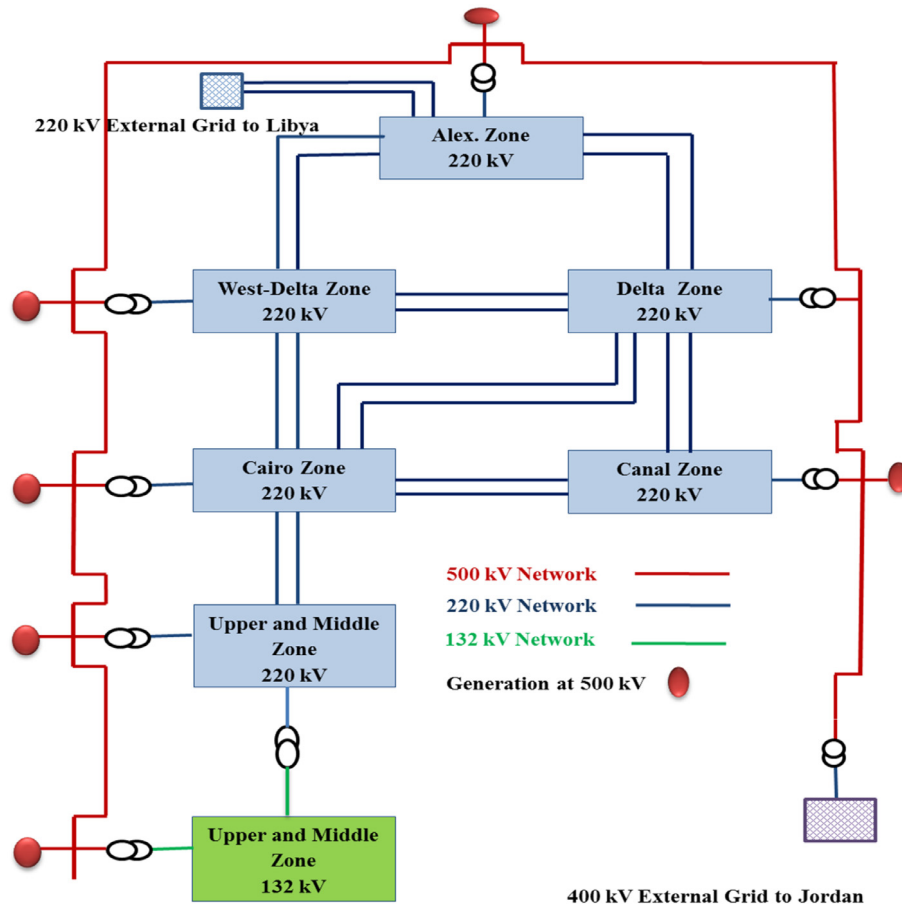 220 kV External Grid to Libya
Alex. Zone
220 kV
West-Delta Zone
220 kV
Delta Zone
220 kV
Cairo Zone
220 kV
Canal Zone
220 kV
500 kV Network
220 kV Network
132 kV Network
Generation at 500 kV
Upper and Middle
Zone
220 kV
Upper and Middle
Zone
132 kV
400 kV External Grid to Jordan